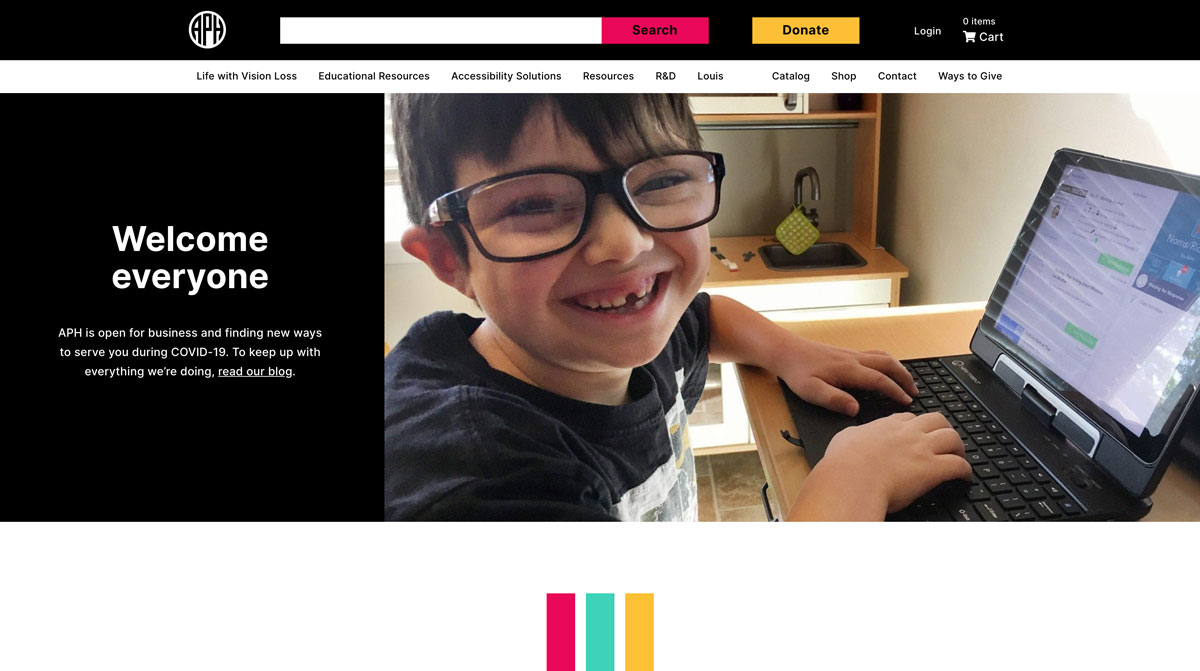 APH
Search
Donate
Login
0 items
Cart
Life with Vision Loss
Educational Resources
Accessibility Solutions
Resources
R&D
Louis
Catalog
Shop
Contact
Ways to Give
Welcome
everyone
APH is open for business and finding new ways
to serve you during COVID-19. To keep up with
everything we’re doing, read our blog.